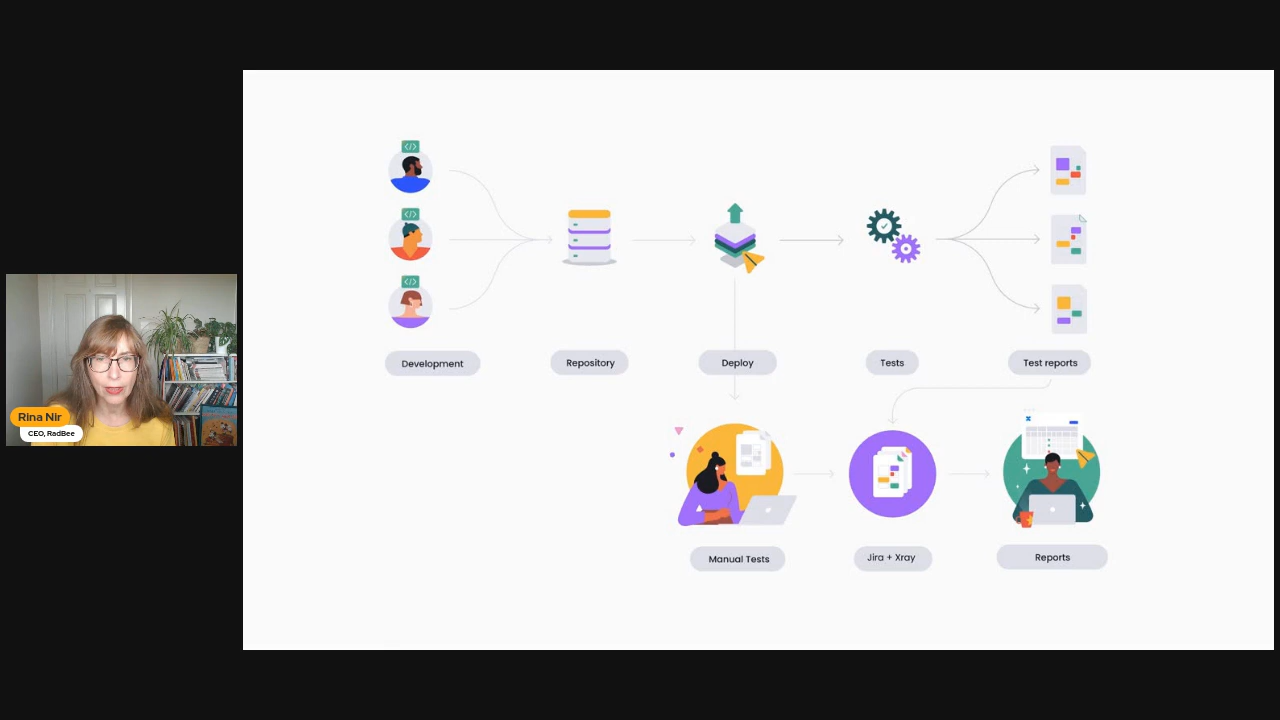 </>
</>
</>
Development
Repository
Deploy
Tests
Test reports
Rina Nir
CEO, RadBee
Manual Tests
Jira + Xray
Reports